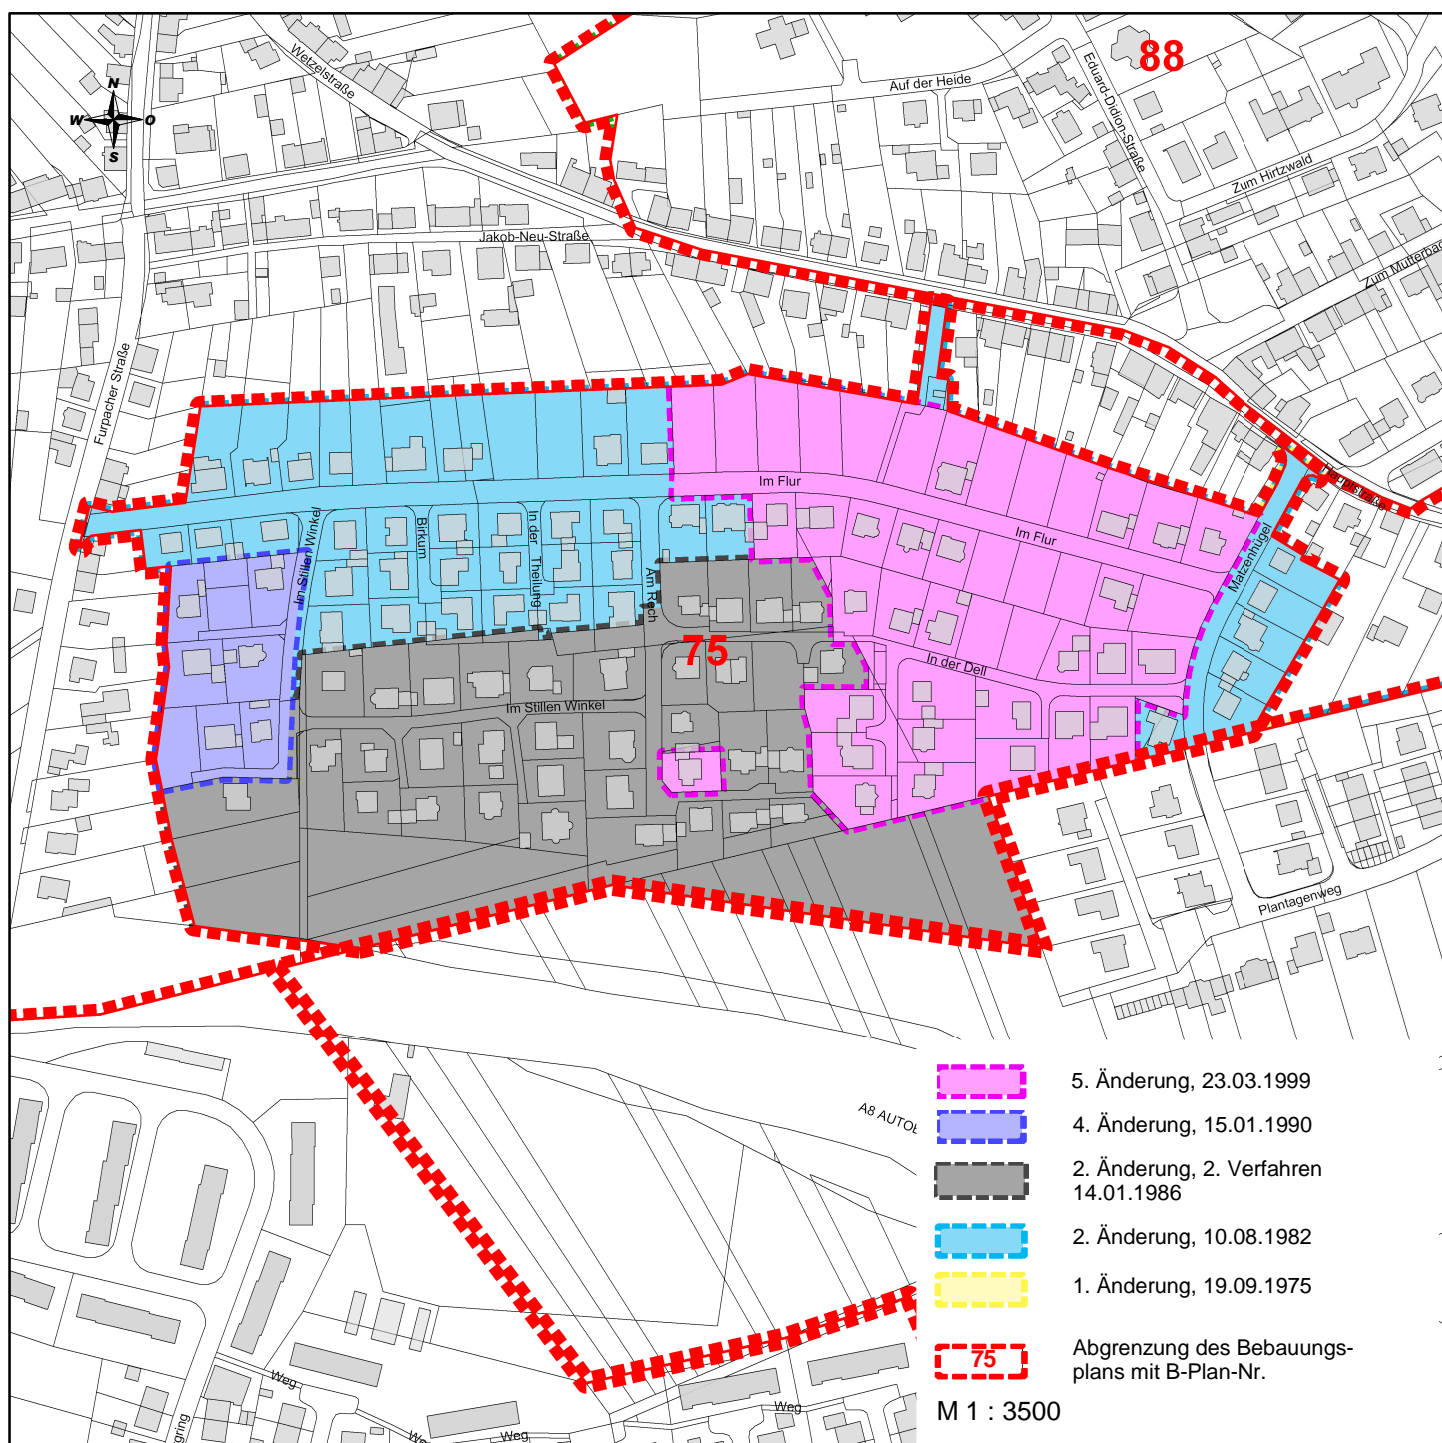 88
Wetzelstraße
Auf der Heide
Eduard-Didion-Straße
N
W
O
S
Zum Hirtzwald
Jakob-Neu-Straße
Furpacher Straße
Im Flur
Hauptstraße
Im Stillen Winkel
Birkum
In der
Theilung
Im Flur
Matzenhügel
Am Rech
75
In der Dell
Im Stillen Winkel
Plantagenweg
5. Änderung, 23.03.1999
A8
4. Änderung, 15.01.1990
2. Änderung, 2. Verfahren
14.01.1986
2. Änderung, 10.08.1982
1. Änderung, 19.09.1975
75
Abgrenzung des Bebauungs-
plans mit B-Plan-Nr.
M 1 : 3500
Weg
Weg
Weg